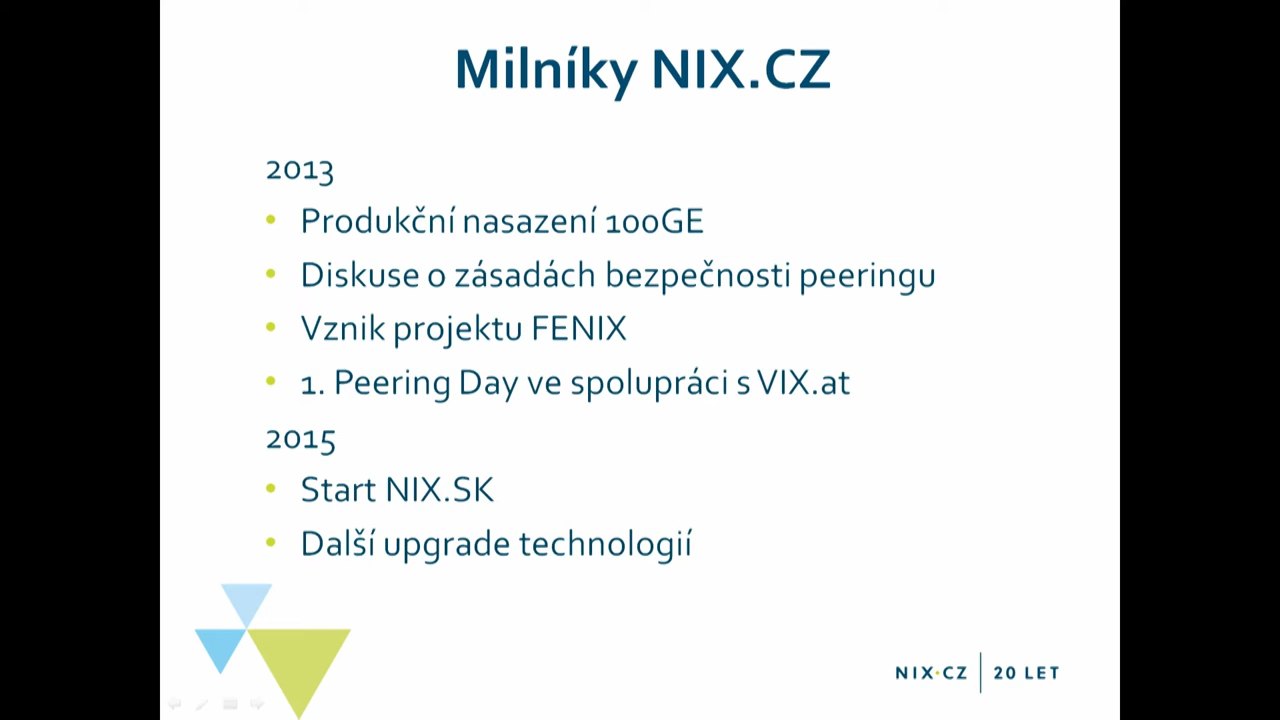 Milníky NIX.CZ
2013
• Produkční nasazení 100GE
• Diskuse o zásadách bezpečnosti peeringu
• Vznik projektu FENIX
• 1. Peering Day ve spolupráci s VIX.at
2015
• Start NIX.SK
• Další upgrade technologií
NIX.CZ | 20 LET